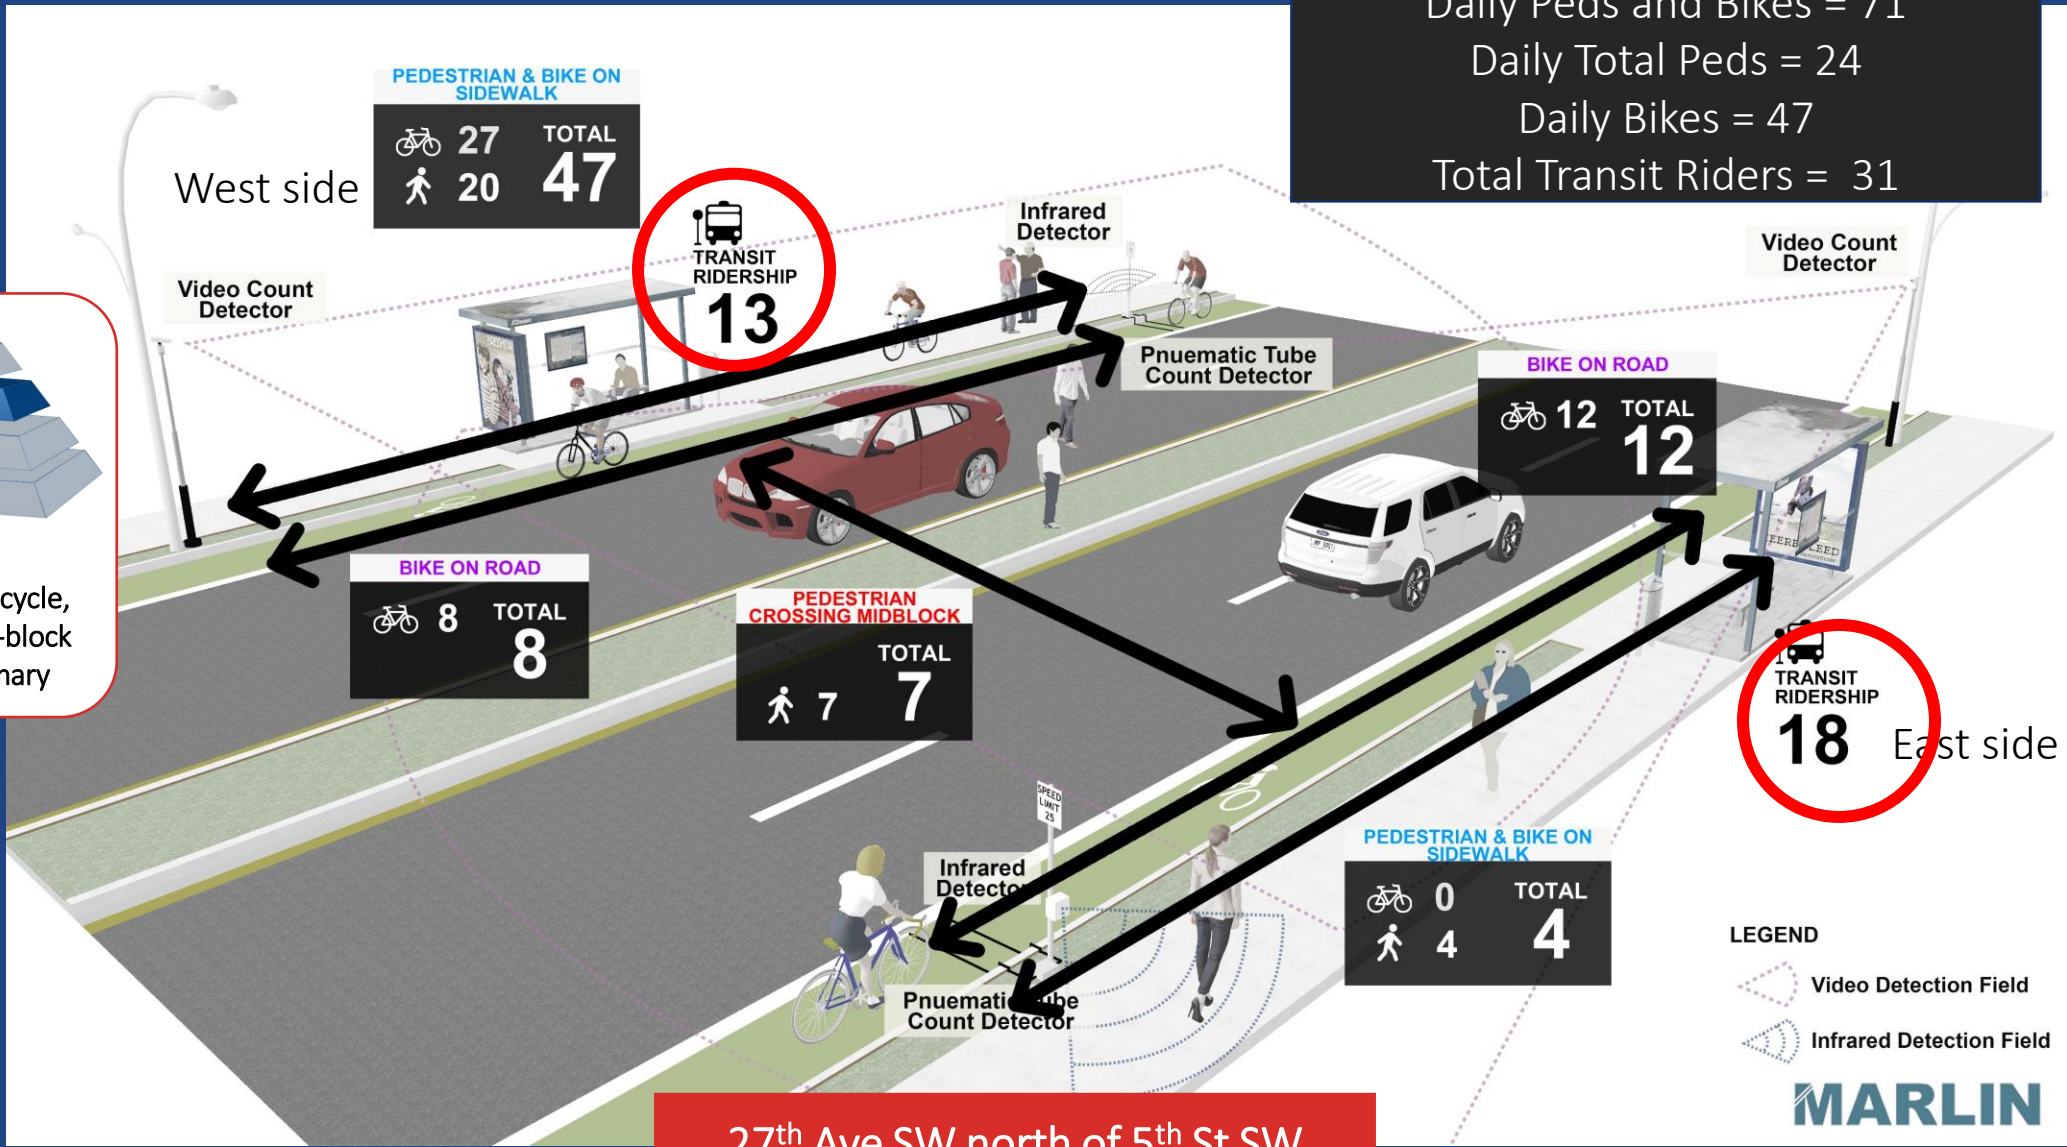 Daily Peds and Bikes = 71
Daily Total Peds = 24
Daily Bikes = 47
Total Transit Riders = 31
PEDESTRIAN & BIKE ON
SIDEWALK
27 TOTAL
20 47
West side
TRANSIT
RIDERSHIP
13
Infrared
Detector
Video Count
Detector
Video Count
Detector
Pnuematic Tube
Count Detector
BIKE ON ROAD
12 TOTAL
12
BIKE ON ROAD
8 TOTAL
8
PEDESTRIAN
CROSSING MIDBLOCK
TOTAL
7 7
cycle,
-block
nary
TRANSIT
RIDERSHIP
18
East side
SPEED
LIMIT
25
Infrared
Detector
Pnuematic Tube
Count Detector
PEDESTRIAN & BIKE ON
SIDEWALK
0 TOTAL
4 4
LEGEND
Video Detection Field
Infrared Detection Field
MARLIN
27th Ave SW north of 5th St SW